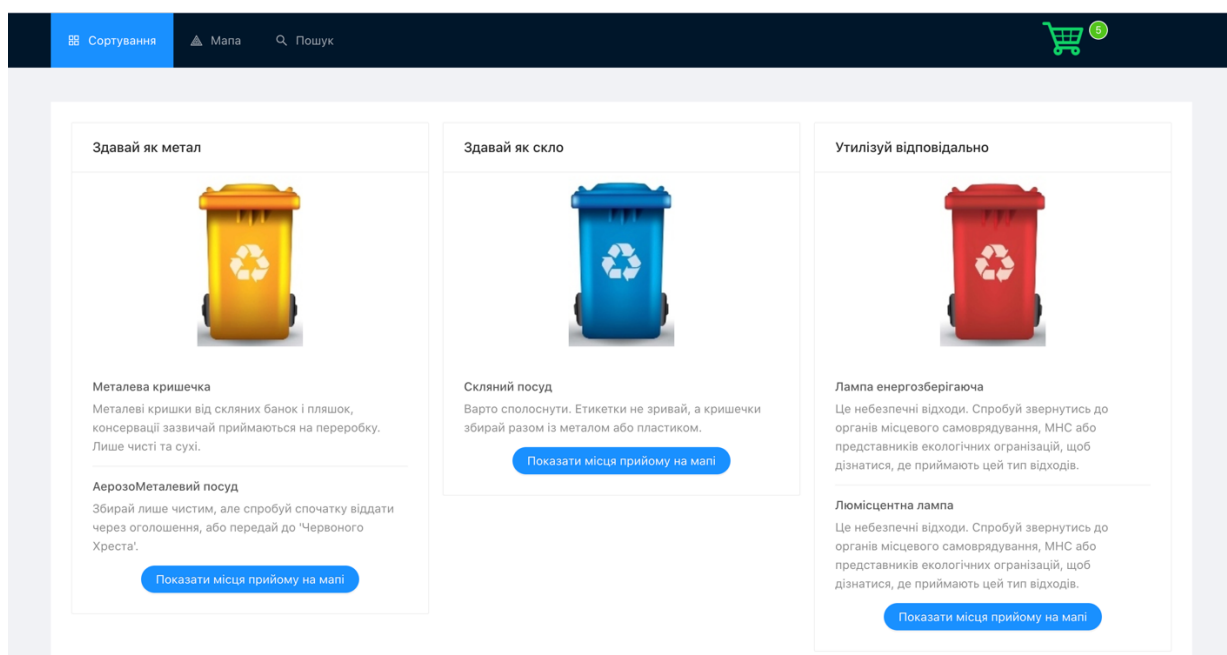 Сортування
Мапа
Пошук
5
Здавай як метал
Металева кришечка
Металеві кришки від скляних банок і пляшок,
консервації зазвичай приймаються на переробку.
Лише чисті та сухі.
АерозоМеталевий посуд
Збирай лише чистим, але спробуй спочатку віддати
через оголошення, або передай до 'Червоного
Хреста'.
Показати місця прийому на мапі
Здавай як скло
Скляний посуд
Варто сполоснути. Етикетки не зривай, а кришечки
збирай разом із металом або пластиком.
Показати місця прийому на мапі
Утилізуй відповідально
Лампа енергозберігаюча
Це небезпечні відходи. Спробуй звернутись до
органів місцевого самоврядування, МНС або
представників екологічних огранізацій, щоб
дізнатися, де приймають цей тип відходів.
Люмісцентна лампа
Це небезпечні відходи. Спробуй звернутись до
органів місцевого самоврядування, МНС або
представників екологічних огранізацій, щоб
дізнатися, де приймають цей тип відходів.
Показати місця прийому на мапі